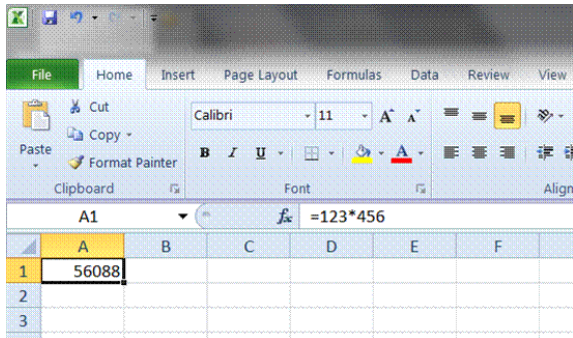 File Home Insert Page Layout Formulas Data Review View
Cut
Calibri 11 A A
Copy
Paste
Format Painter
B I U A
Clipboard Font Align
A1 fx =123*456
A B C D E F
1 56088
2
3